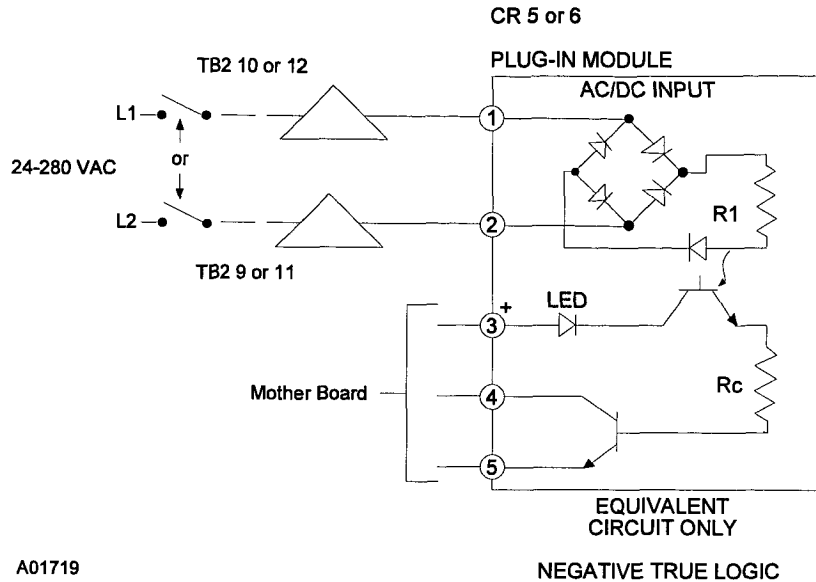 CR 5 or 6
PLUG-IN MODULE
TB2 10 or 12
AC/DC INPUT
L1
1
24-280 VAC
or
R1
L2
2
TB2 9 or 11
LED
+
3
Mother Board
4
Rc
5
EQUIVALENT
CIRCUIT ONLY
A01719
NEGATIVE TRUE LOGIC